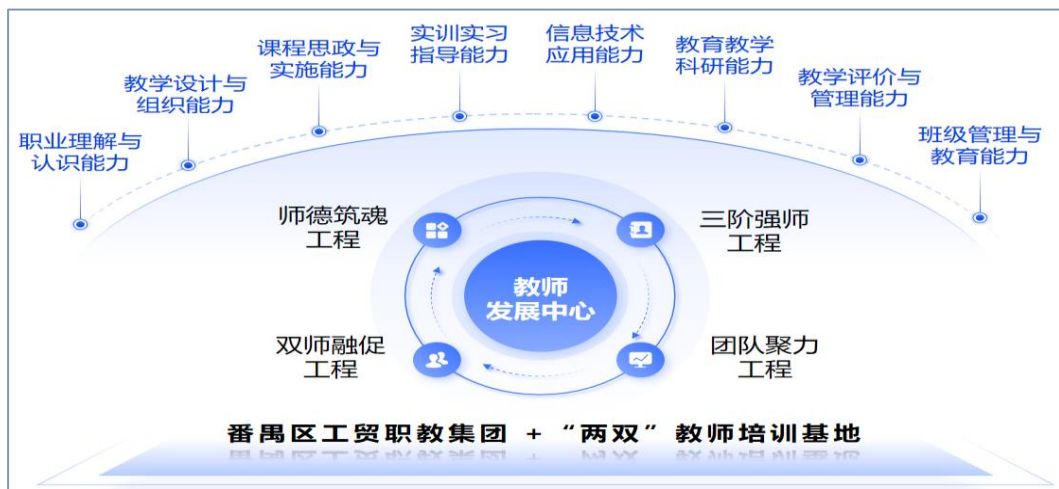 职业理解与
认识能力
教学设计与
组织能力
课程思政与
实施能力
实训实习
指导能力
信息技术
应用能力
教育教学
科研能力
教学评价与
管理能力
班级管理与
教育能力
师德筑魂
工程
三阶强师
工程
教师
发展中心
双师融促
工程
团队聚力
工程
番禺区工贸职教集团 + “两双”教师培训基地